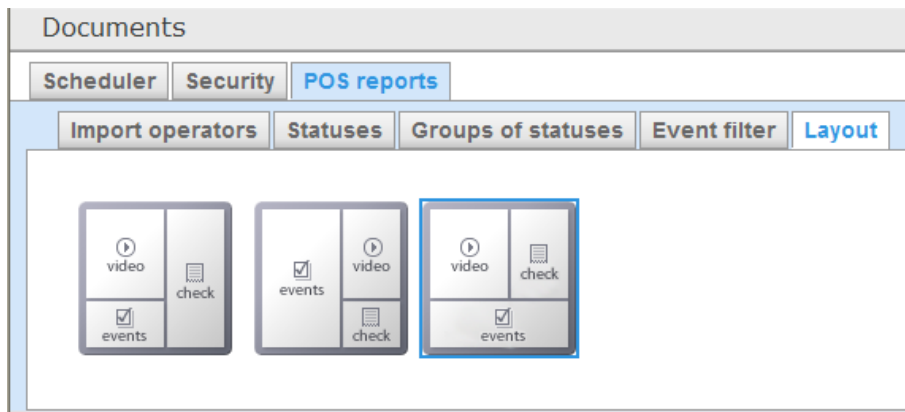 Documents
Scheduler Security POS reports
Import operators Statuses Groups of statuses Event filter Layout
video check events
events video check
video check events